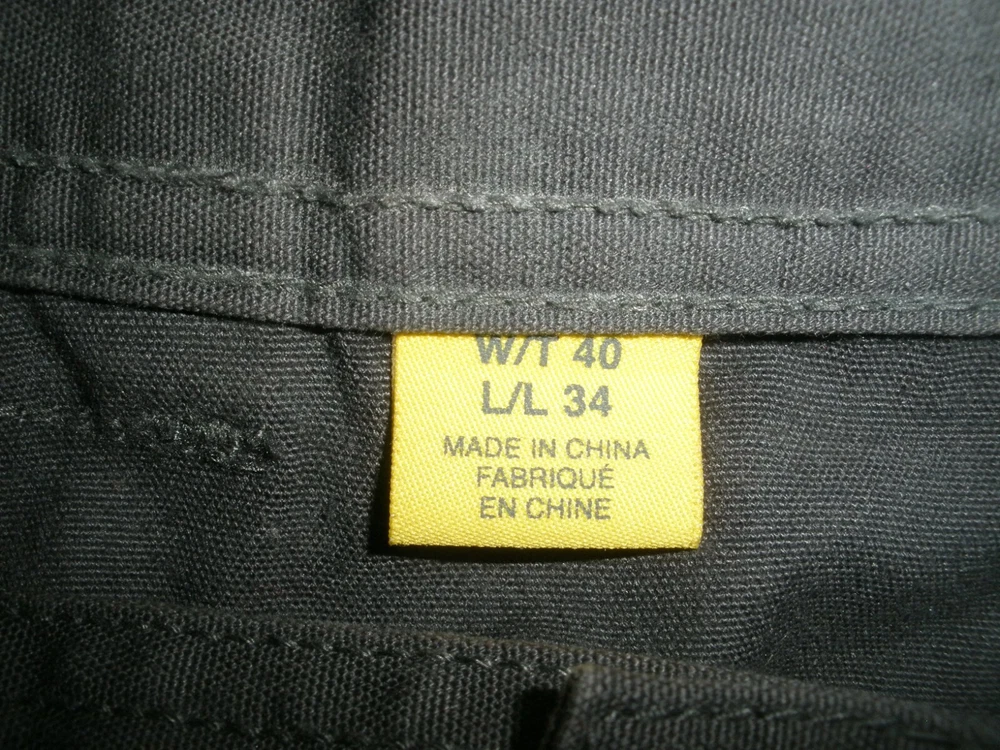 W/T 40
L/L 34
MADE IN CHINA
FABRIQUÉ
EN CHINE